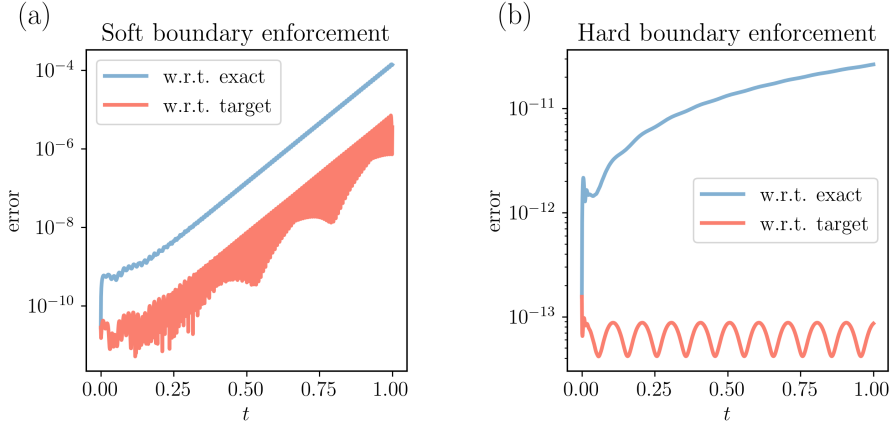 (a)
Soft boundary enforcement
w.r.t. exact
w.r.t. target
10⁻⁴
10⁻⁶
10⁻⁸
10⁻¹⁰
error
0.00 0.25 0.50 0.75 1.00
t
(b)
Hard boundary enforcement
10⁻¹¹
10⁻¹²
10⁻¹³
error
w.r.t. exact
w.r.t. target
0.00 0.25 0.50 0.75 1.00
t